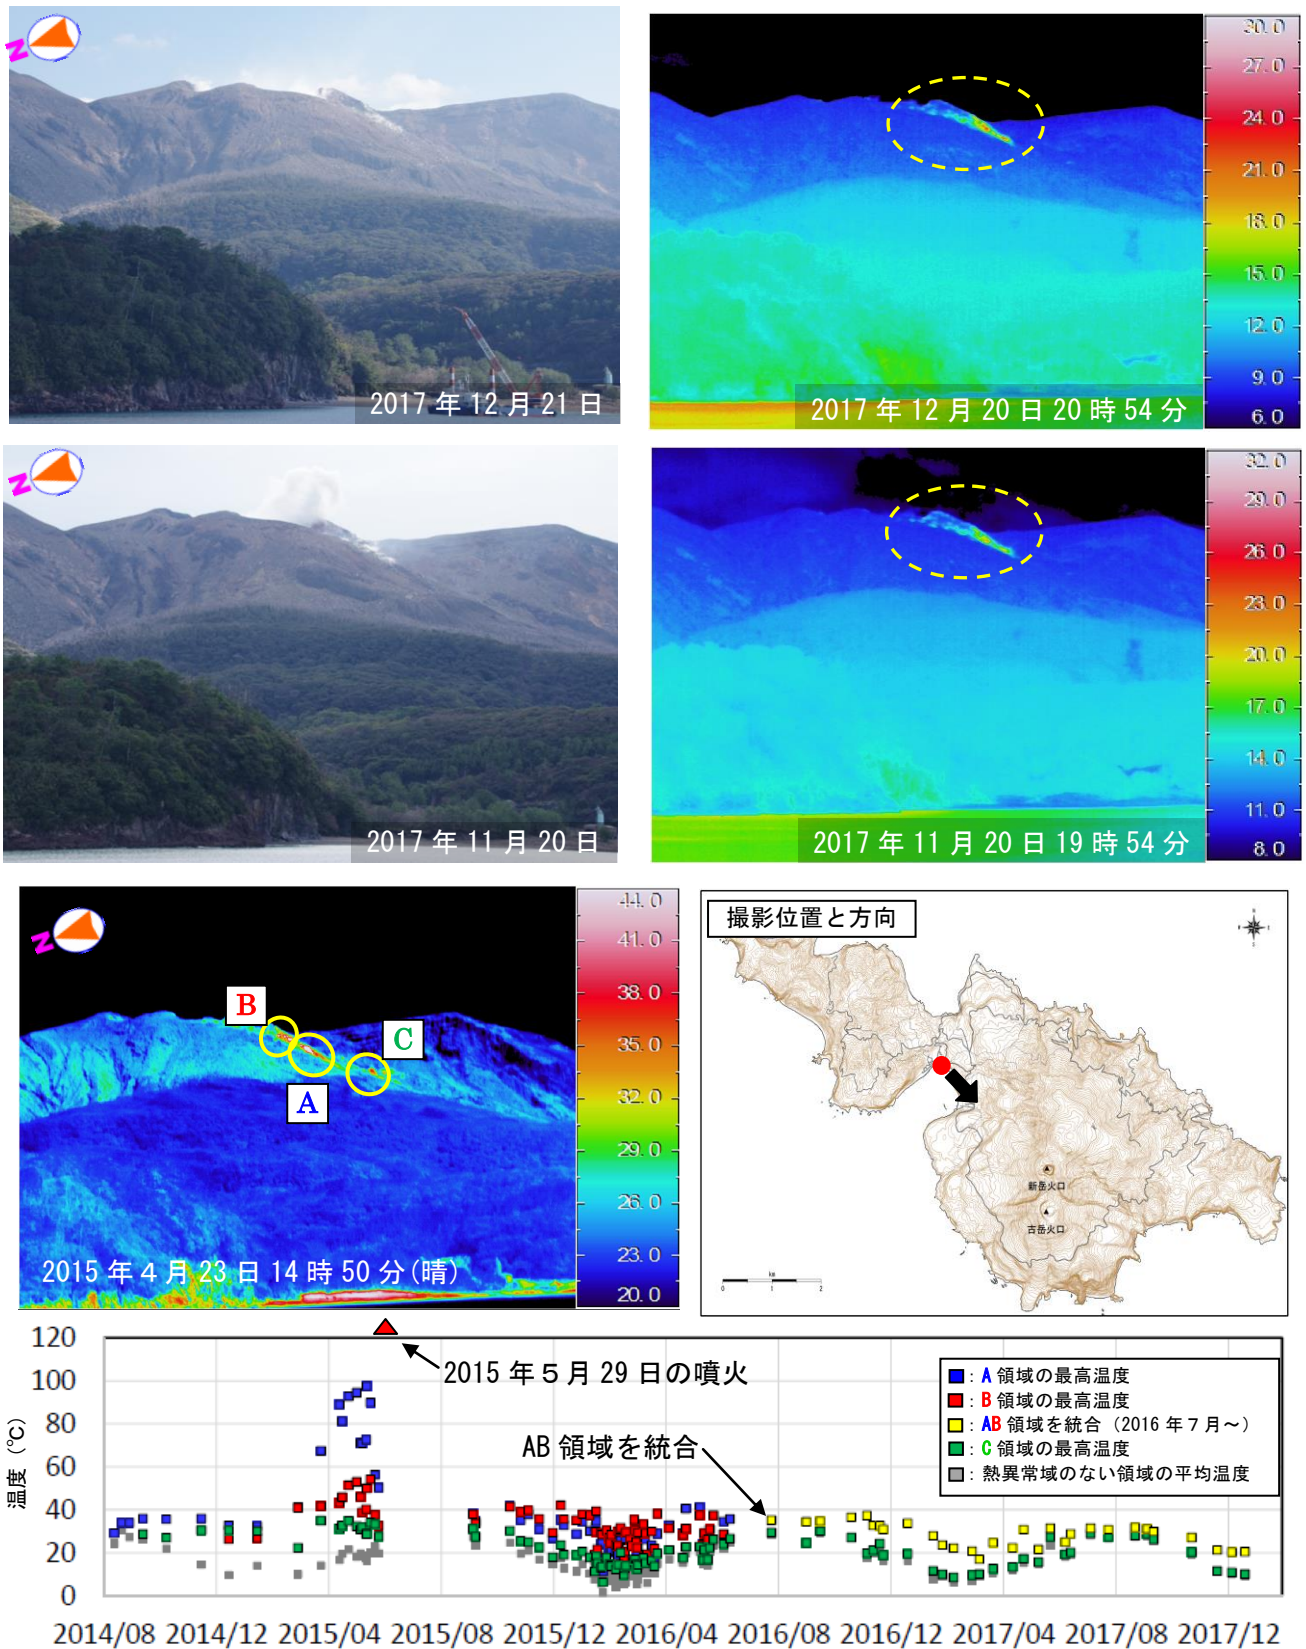 N
30.0
27.0
24.0
21.0
18.0
15.0
12.0
9.0
6.0
2017年12月21日
2017年12月20日20時54分
N
32.0
29.0
26.0
23.0
20.0
17.0
14.0
11.0
8.0
2017年11月20日
2017年11月20日19時54分
N
44.0
41.0
38.0
35.0
32.0
29.0
26.0
23.0
20.0
B
C
A
2015年4月23日14時50分(晴)
撮影位置と方向
N
S
新岳火口
古岳火口
km
0 1 2
120
100
80
60
40
20
0
温度 (℃)
2015年5月29日の噴火
AB領域を統合
:A領域の最高温度
:B領域の最高温度
:AB領域を統合(2016年7月~)
:C領域の最高温度
:熱異常域のない領域の平均温度
2014/08 2014/12 2015/04 2015/08 2015/12 2016/04 2016/08 2016/12 2017/04 2017/08 2017/12